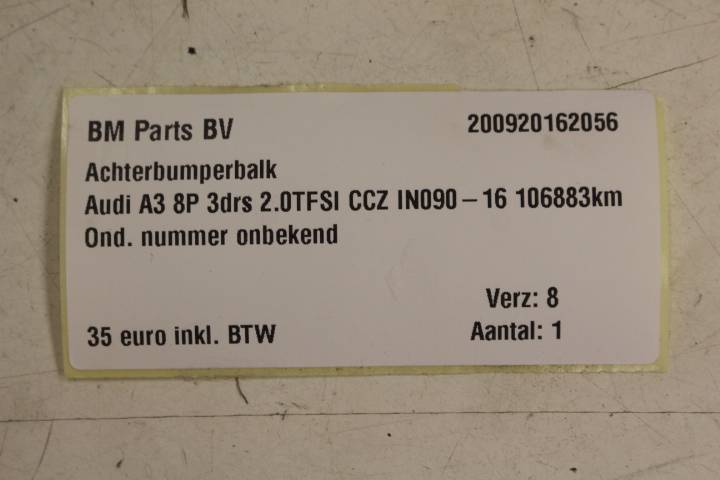 BM Parts BV 200920162056
Achterbumperbalk
Audi A3 8P 3drs 2.0TFSI CCZ IN090-16 106883km
Ond. nummer onbekend
Verz: 8
35 euro inkl. BTW Aantal: 1